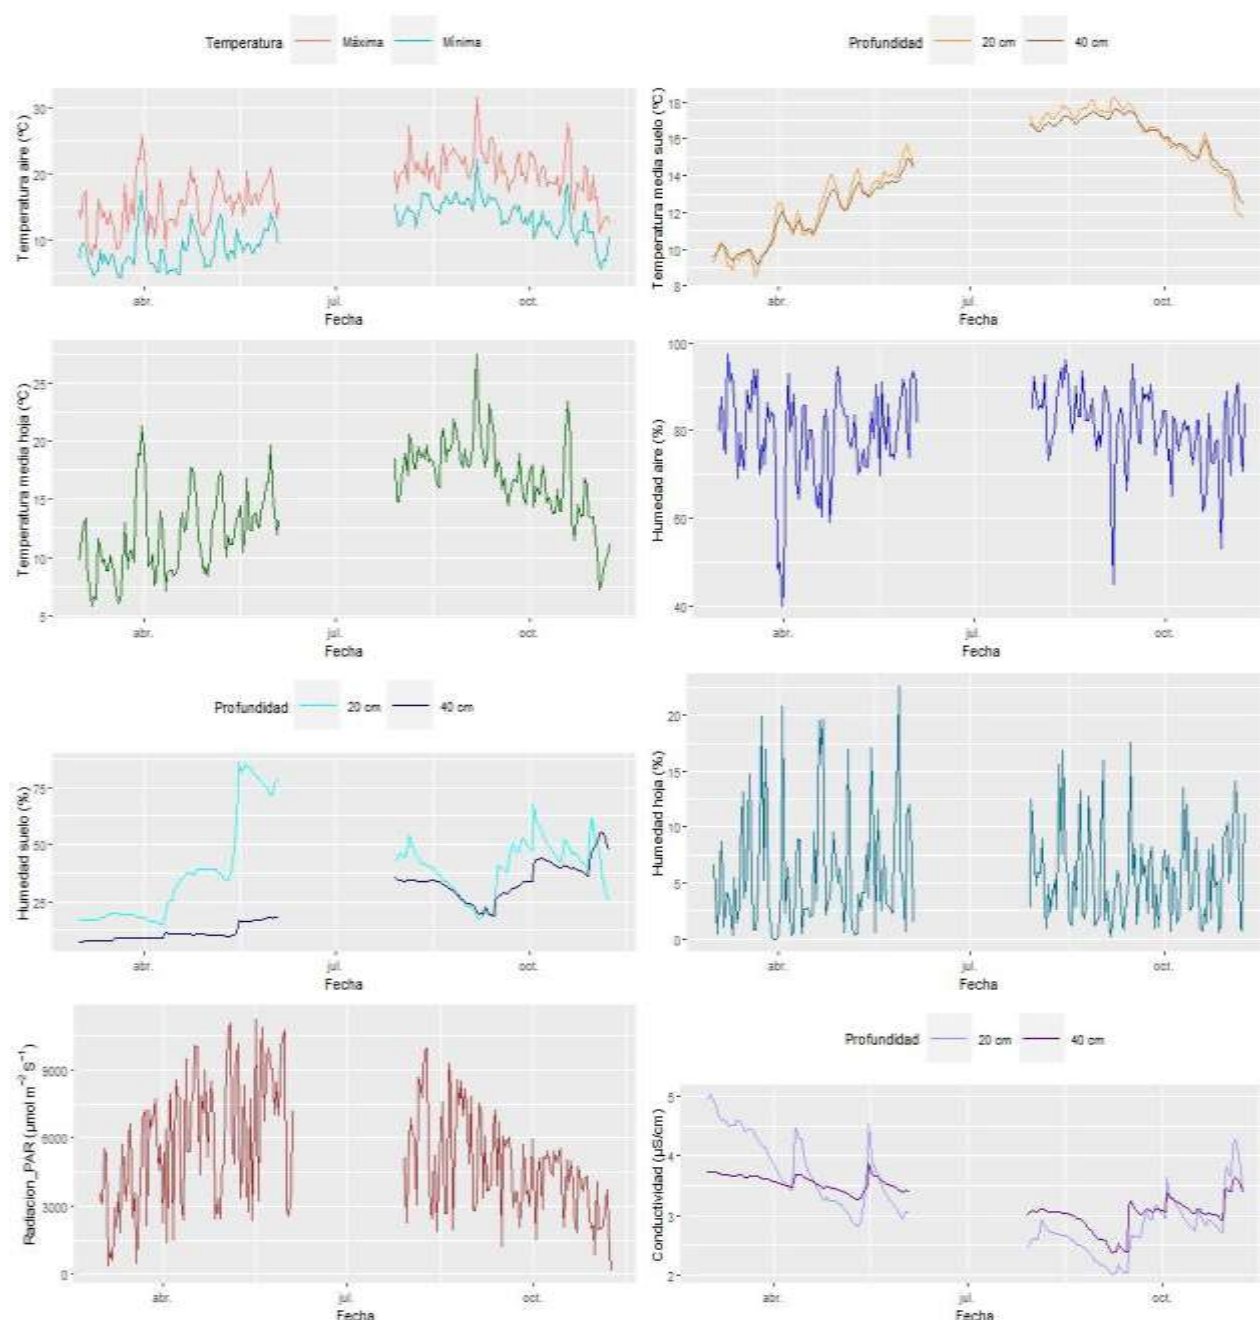 Temperatura Máxima Mínima
Temperatura aire (ºC)
30
20
10
abr. jul. oct.
Fecha
Profundidad 20 cm 40 cm
Temperatura media suelo (ºC)
18
16
14
12
10
8
abr. jul. oct.
Fecha
Temperatura media hoja (ºC)
25
20
15
10
5
abr. jul. oct.
Fecha
Humedad aire (%)
100
80
60
40
abr. jul. oct.
Fecha
Profundidad 20 cm 40 cm
Humedad suelo (%)
75
50
25
abr. jul. oct.
Fecha
Humedad hoja (%)
20
15
10
5
0
abr. jul. oct.
Fecha
Radiacion_PAR (µmol m⁻² S⁻¹)
9000
6000
3000
0
abr. jul. oct.
Fecha
Profundidad 20 cm 40 cm
Conductividad (µS/cm)
5
4
3
2
abr. jul. oct.
Fecha